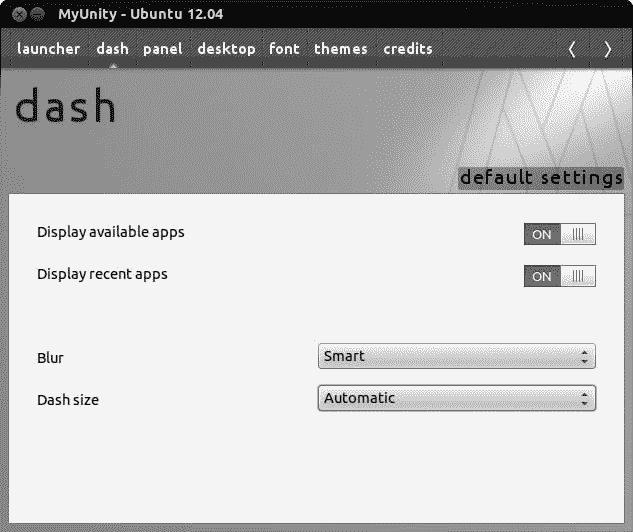 MyUnity - Ubuntu 12.04
launcher dash panel desktop font themes credits
dash
default settings
Display available apps ON
Display recent apps ON
Blur Smart
Dash size Automatic